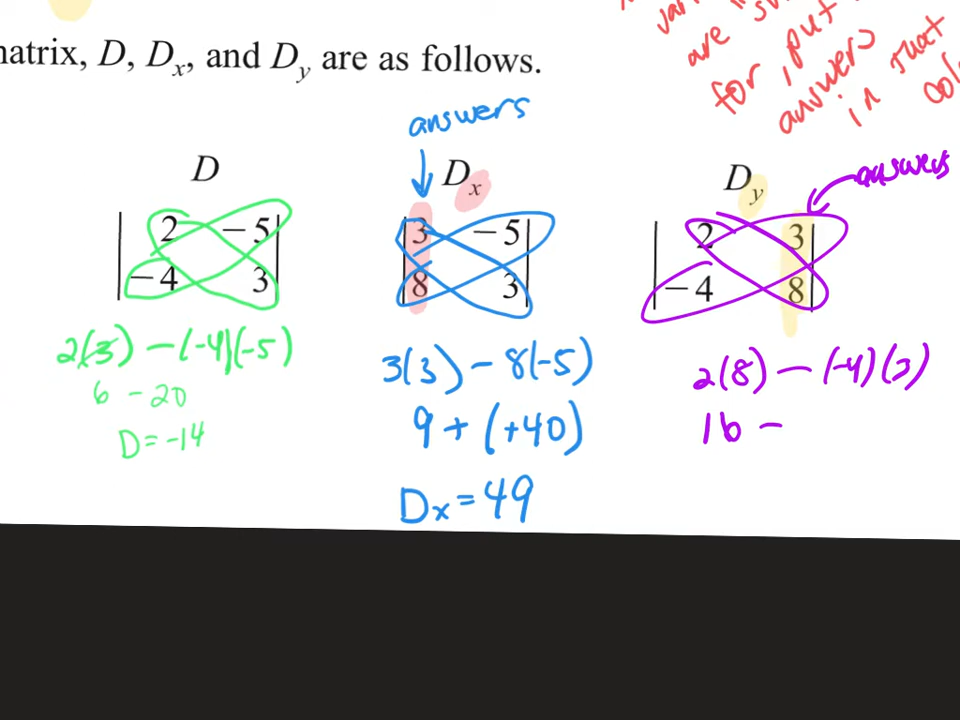 matrix, D, Dx, and Dy are as follows.
are
for, put
answers
in that
answers
D
2 -5
-4 3
2(3) - (-4)(-5)
6 - 20
D = -14
Dx
3 -5
8 3
3(3) - 8(-5)
9 + (+40)
Dx = 49
answers
Dy
2 3
-4 8
2(8) - (-4)(3)
16 -